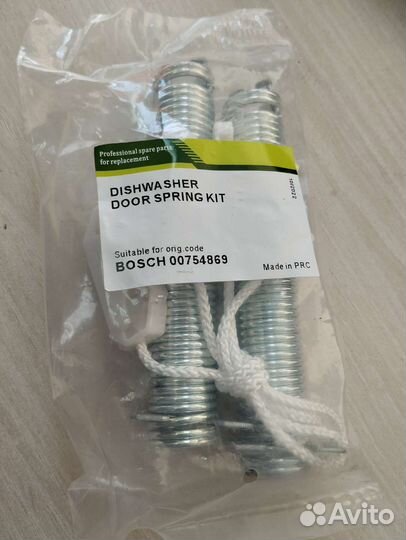 Professional spare parts
for replacement
DISHWASHER
DOOR SPRING KIT
Suitable for orig.code
BOSCH 00754869
Made in PRC
Avito